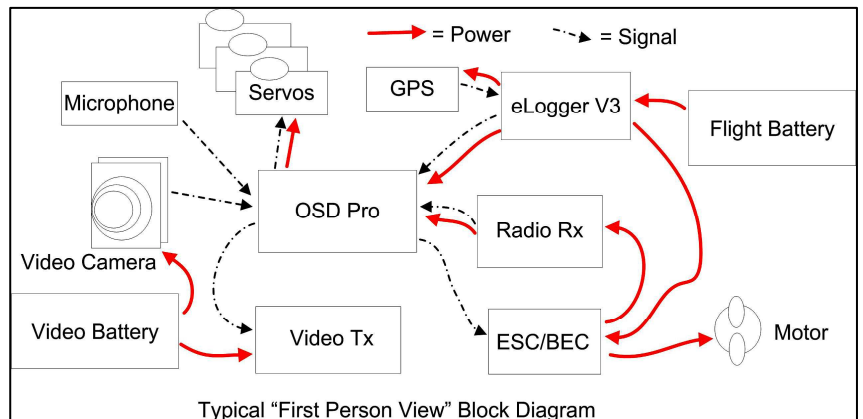 = Power
= Signal
Servos
GPS
eLogger V3
Microphone
Flight Battery
OSD Pro
Radio Rx
Video Camera
Video Battery
Video Tx
ESC/BEC
Motor
Typical “First Person View” Block Diagram